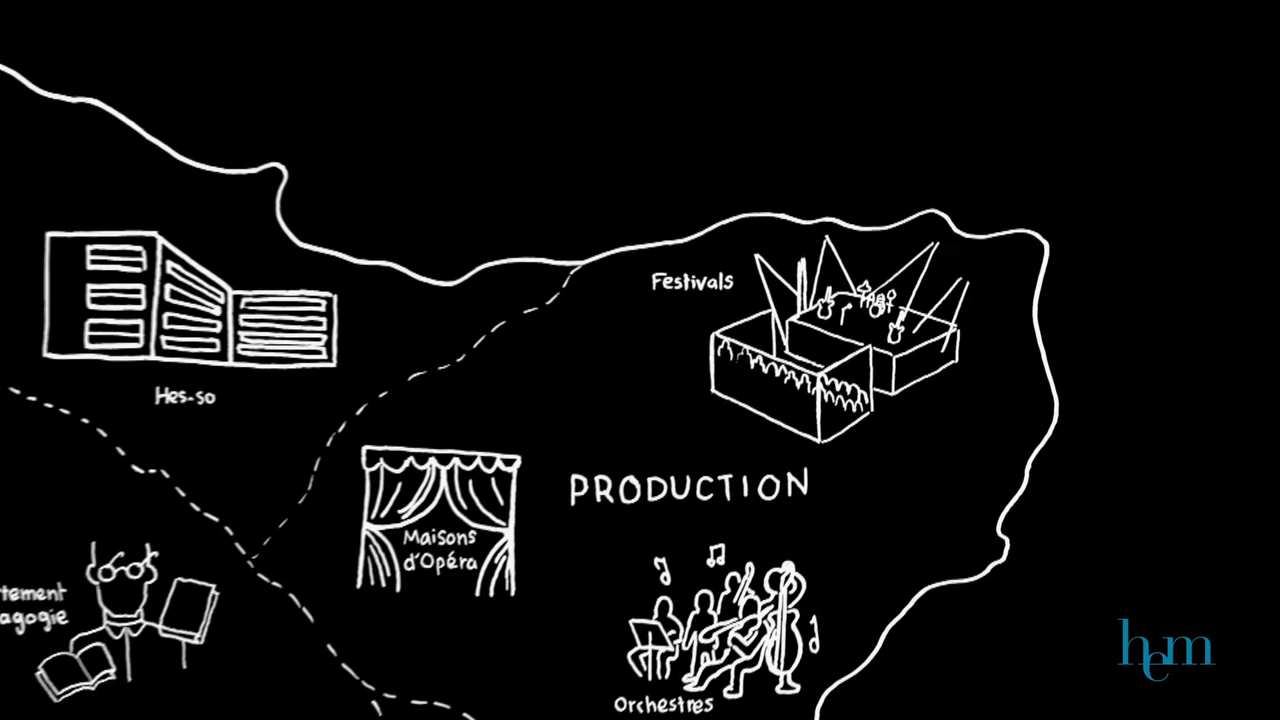 Festivals
Hes-so
PRODUCTION
Maisons
d'Opéra
tement
agogie
hem
Orchestres